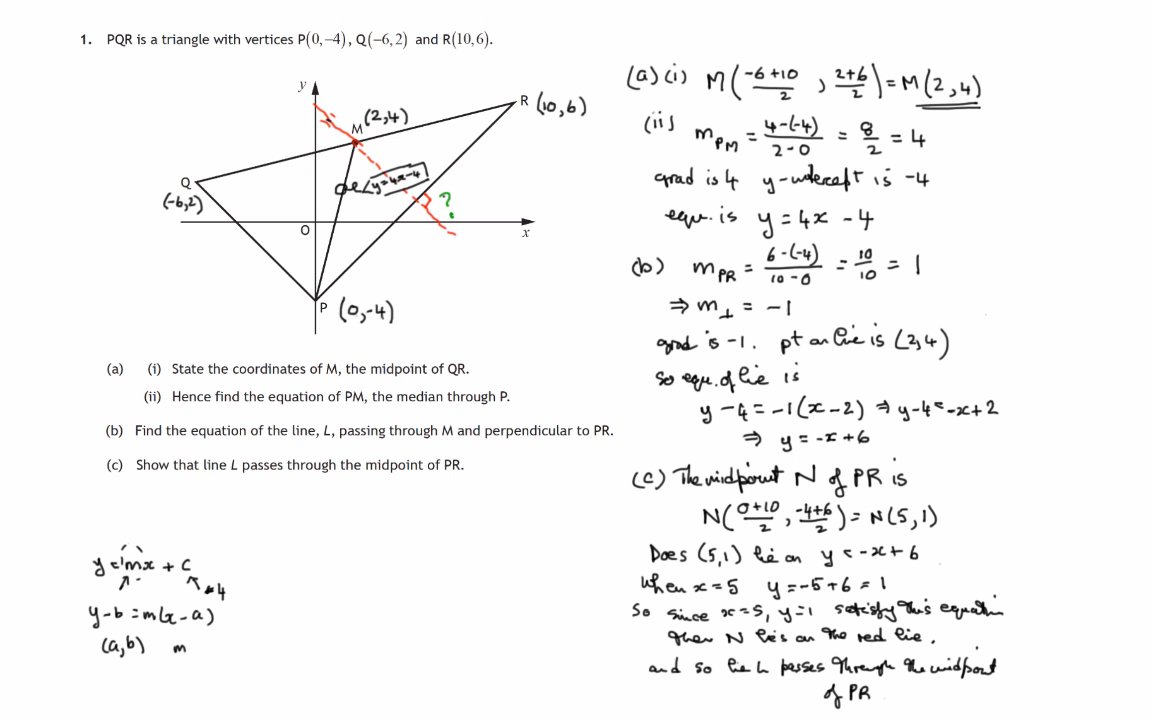 1. PQR is a triangle with vertices P(0,−4), Q(−6,2) and R(10,6).
y
R (10,6)
M (2,4)
Q
(-6,2)
y=4x-4
?
O
x
P (0,-4)
(a) (i) State the coordinates of M, the midpoint of QR.
(ii) Hence find the equation of PM, the median through P.
(b) Find the equation of the line, L, passing through M and perpendicular to PR.
(c) Show that line L passes through the midpoint of PR.
y = mx + c
-4
y-b = m(x-a)
(a,b) m
(a) (i) M(-6+10/2, 2+6/2) = M(2,4)
(ii) m_PM = 4-(-4)/2-0 = 8/2 = 4
grad is 4 y-intercept is -4
equ. is y = 4x - 4
(b) m_PR = 6-(-4)/10-0 = 10/10 = 1
⇒ m⊥ = -1
grad is -1. pt on line is (2,4)
So equ. of line is
y-4 = -1(x-2) ⇒ y-4 = -x+2
⇒ y = -x+6
(c) The midpoint N of PR is
N(0+10/2, -4+6/2) = N(5,1)
Does (5,1) lie on y = -x+6
When x=5 y = -5+6 = 1
So since x=5, y=1 satisfy this equation
then N lies on the red line.
and so line L passes through the midpoint
of PR